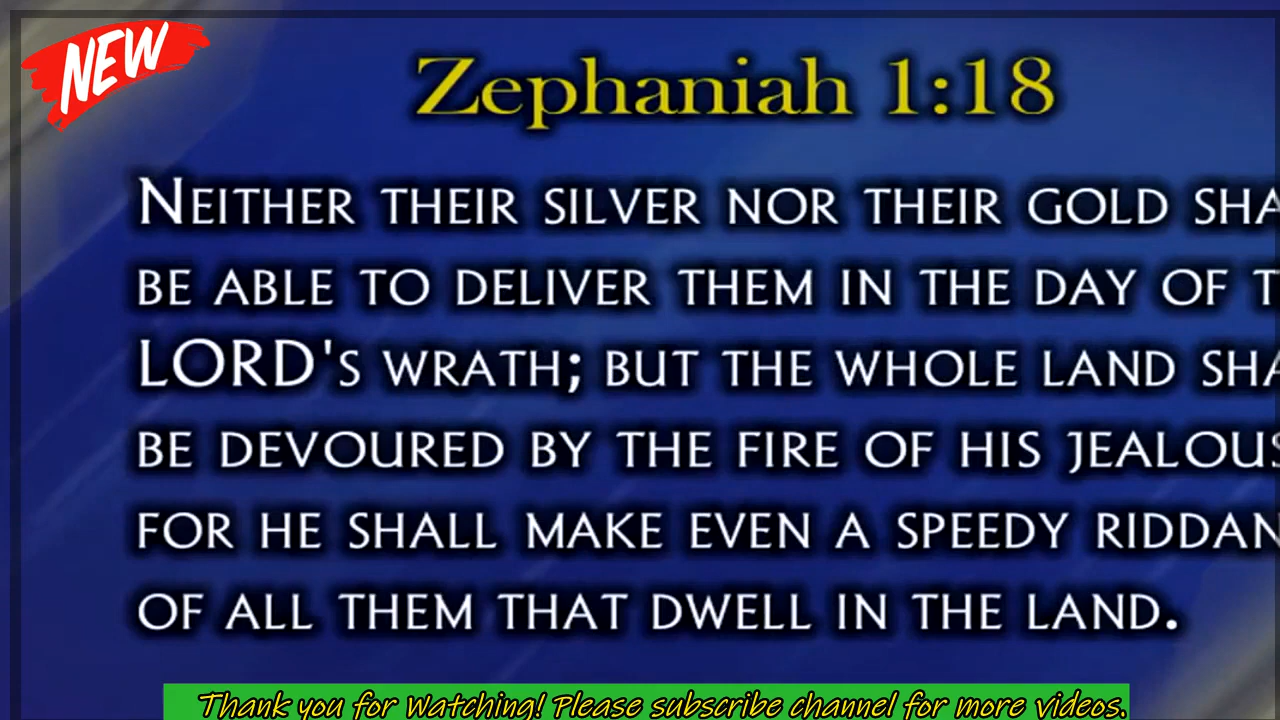 NEW
Zephaniah 1:18
NEITHER THEIR SILVER NOR THEIR GOLD SHA
BE ABLE TO DELIVER THEM IN THE DAY OF T
LORD'S WRATH; BUT THE WHOLE LAND SHA
BE DEVOURED BY THE FIRE OF HIS JEALOUS
FOR HE SHALL MAKE EVEN A SPEEDY RIDDAN
OF ALL THEM THAT DWELL IN THE LAND.
Thank you for Watching! Please subscribe channel for more videos.